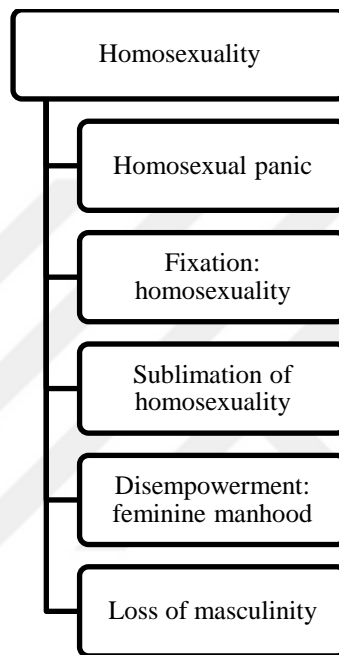 Homosexuality
Homosexual panic
Fixation:
homosexuality
Sublimation of
homosexuality
Disempowerment:
feminine manhood
Loss of masculinity